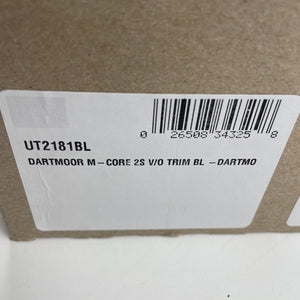 0 26508 34325 8
UT2181BL
DARTMOOR M-CORE 2S V/O TRIM BL -DARTMO